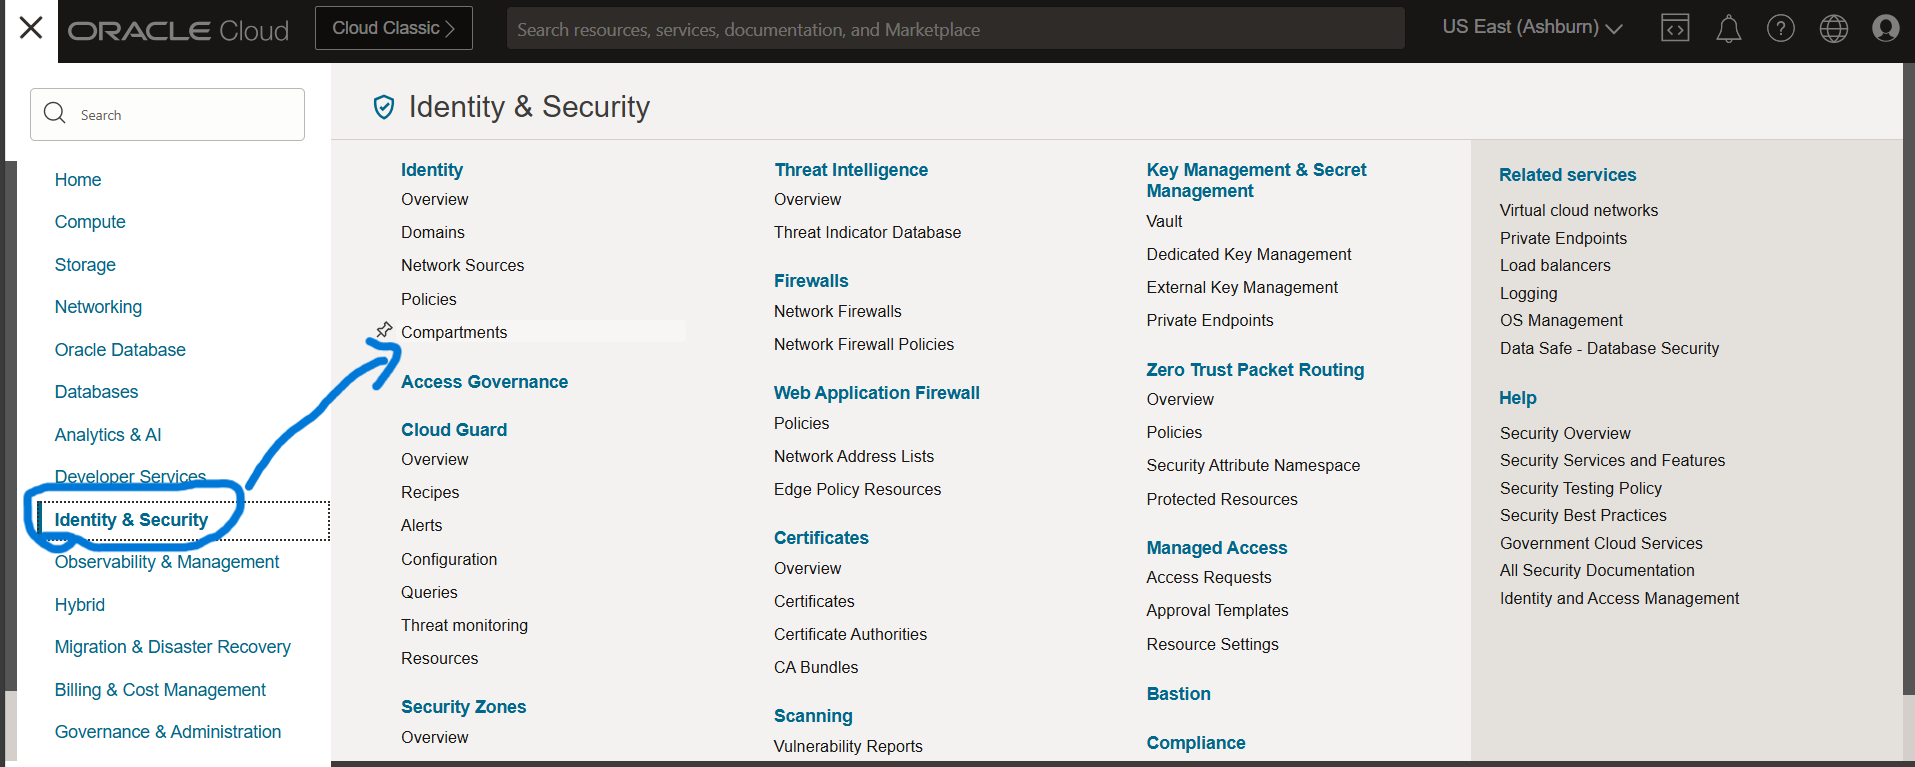 ORACLE Cloud
Cloud Classic
Search resources, services, documentation, and Marketplace
US East (Ashburn)
Search
Home
Compute
Storage
Networking
Oracle Database
Databases
Analytics & AI
Developer Services
Identity & Security
Observability & Management
Hybrid
Migration & Disaster Recovery
Billing & Cost Management
Governance & Administration
Identity & Security
Identity
Overview
Domains
Network Sources
Policies
Compartments
Access Governance
Cloud Guard
Overview
Recipes
Alerts
Configuration
Queries
Threat monitoring
Resources
Security Zones
Overview
Threat Intelligence
Overview
Threat Indicator Database
Firewalls
Network Firewalls
Network Firewall Policies
Web Application Firewall
Policies
Network Address Lists
Edge Policy Resources
Certificates
Overview
Certificates
Certificate Authorities
CA Bundles
Scanning
Vulnerability Reports
Key Management & Secret
Management
Vault
Dedicated Key Management
External Key Management
Private Endpoints
Zero Trust Packet Routing
Overview
Policies
Security Attribute Namespace
Protected Resources
Managed Access
Access Requests
Approval Templates
Resource Settings
Bastion
Compliance
Related services
Virtual cloud networks
Private Endpoints
Load balancers
Logging
OS Management
Data Safe - Database Security
Help
Security Overview
Security Services and Features
Security Testing Policy
Security Best Practices
Government Cloud Services
All Security Documentation
Identity and Access Management